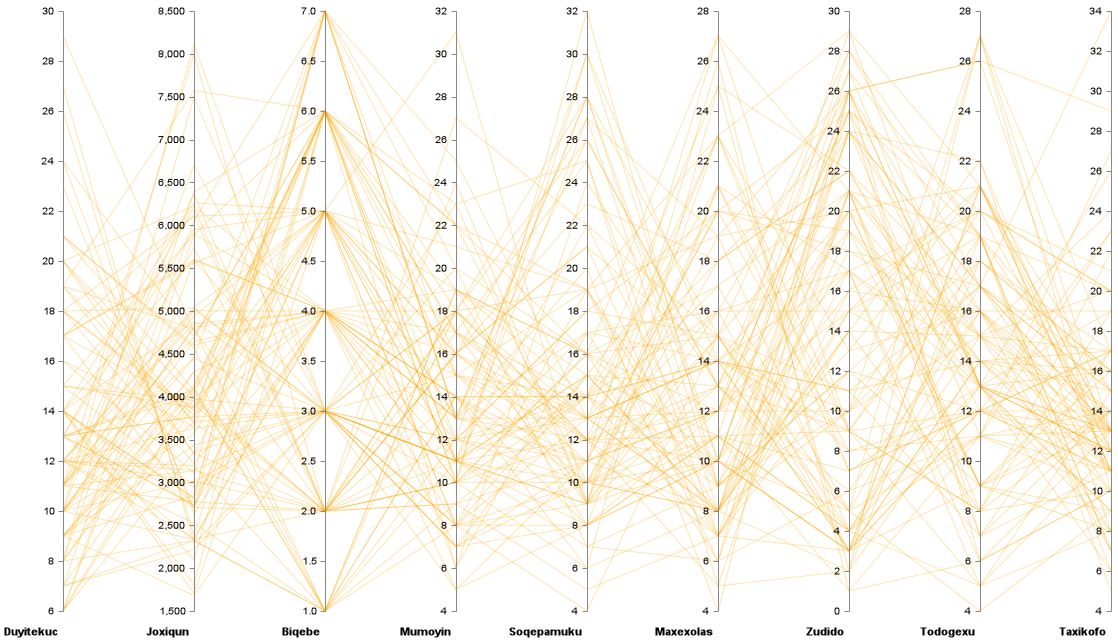 30 8,500 7.0 32 32 28 30 28 34
28 8,000 6.5 30 30 26 28 26 32
26 7,500 6.0 28 28 24 26 24 30
24 7,000 5.5 26 26 22 24 22 28
22 6,500 5.0 24 24 20 22 20 26
20 6,000 4.5 22 22 18 20 18 24
18 5,500 4.0 20 20 16 18 16 22
16 5,000 3.5 18 18 14 16 14 20
14 4,500 3.0 16 16 12 14 12 18
12 4,000 2.5 14 14 10 12 10 16
10 3,500 2.0 12 12 8 10 8 14
8 3,000 1.5 10 10 6 8 6 12
6 2,500 1.0 8 8 4 6 4 10
2,000 6 6 4 8
1,500 4 4 2 6
0 4
Duyitekuc Joxiqun Biqebe Mumoyin Soqepamuku Maxexolas Zudido Todogexu Taxikofo